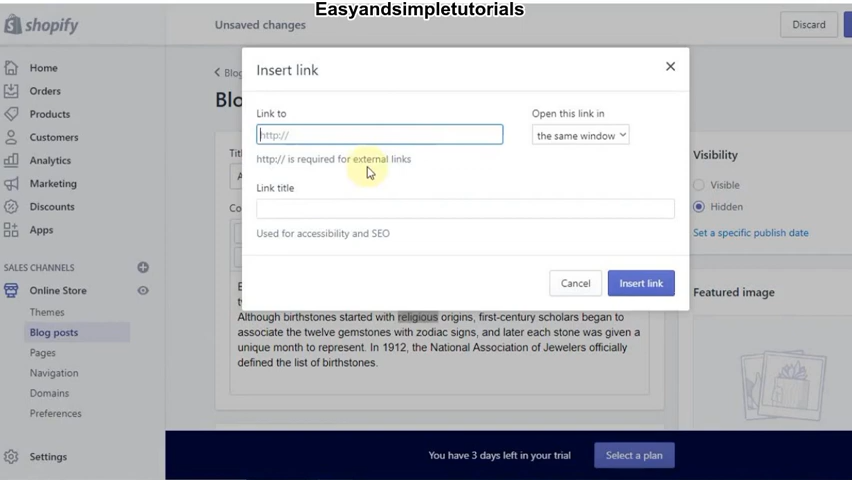 Easyandsimpletutorials
shopify
Unsaved changes
Discard
Home
Orders
Products
Customers
Analytics
Marketing
Discounts
Apps
SALES CHANNELS
Online Store
Themes
Blog posts
Pages
Navigation
Domains
Preferences
Settings
Insert link
Link to
http://
http:// is required for external links
Open this link in
the same window
Link title
Used for accessibility and SEO
Cancel
Insert link
Although birthstones started with religious origins, first-century scholars began to
associate the twelve gemstones with zodiac signs, and later each stone was given a
unique month to represent. In 1912, the National Association of Jewelers officially
defined the list of birthstones.
Visibility
Visible
Hidden
Set a specific publish date
Featured image
You have 3 days left in your trial
Select a plan